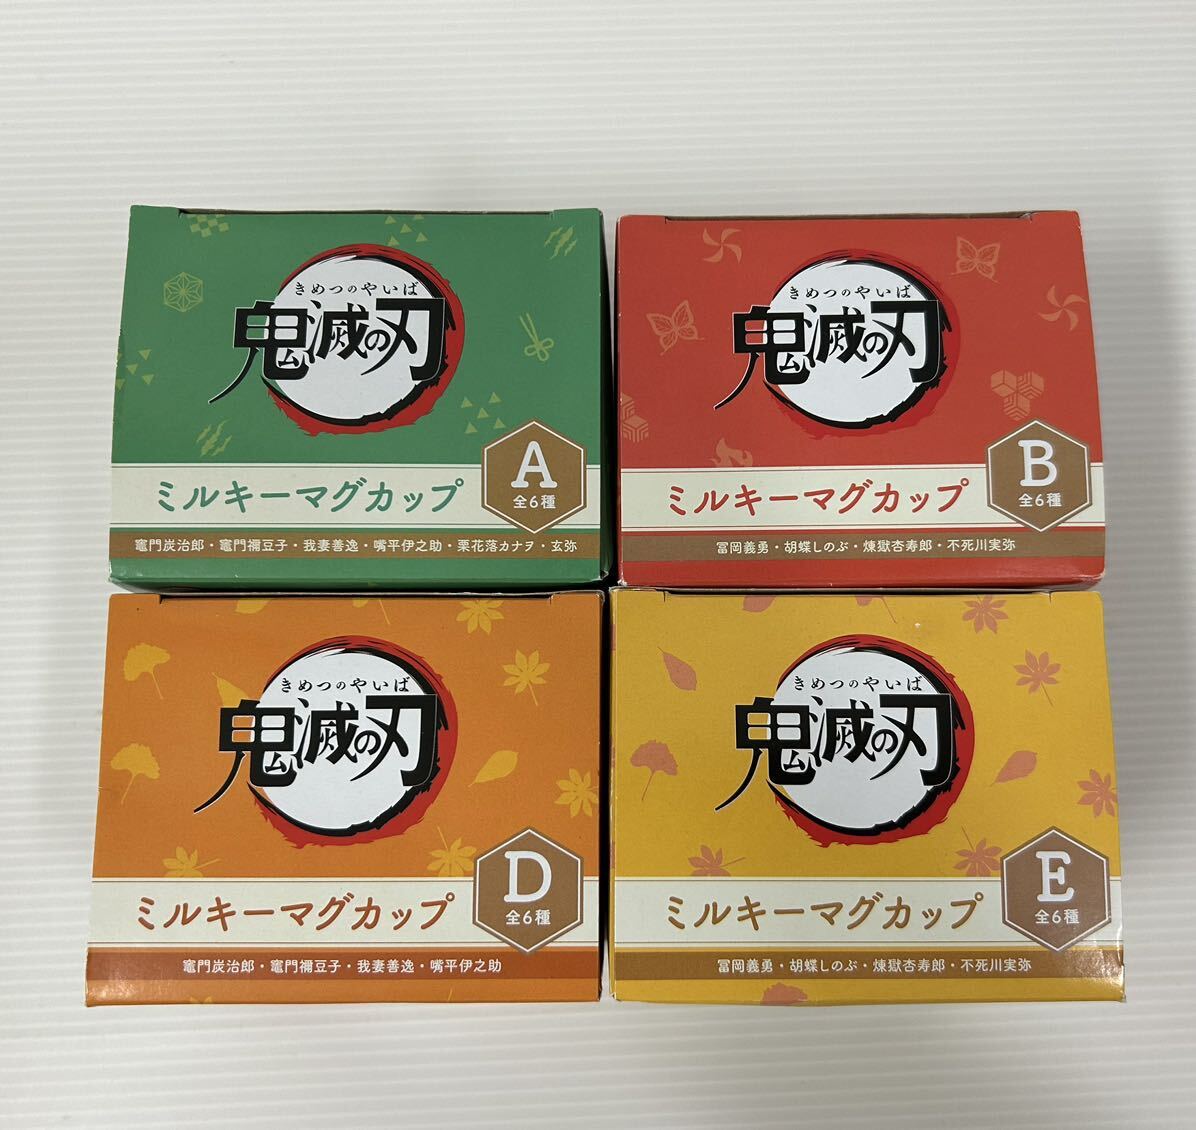 きめつのやいば
鬼滅の刃
A
全6種
ミルキーマグカップ
竈門炭治郎・竈門禰豆子・我妻善逸・嘴平伊之助・栗花落カナヲ・玄弥
きめつのやいば
鬼滅の刃
B
全6種
ミルキーマグカップ
冨岡義勇・胡蝶しのぶ・煉獄杏寿郎・不死川実弥
きめつのやいば
鬼滅の刃
D
全6種
ミルキーマグカップ
竈門炭治郎・竈門禰豆子・我妻善逸・嘴平伊之助
きめつのやいば
鬼滅の刃
E
全6種
ミルキーマグカップ
冨岡義勇・胡蝶しのぶ・煉獄杏寿郎・不死川実弥